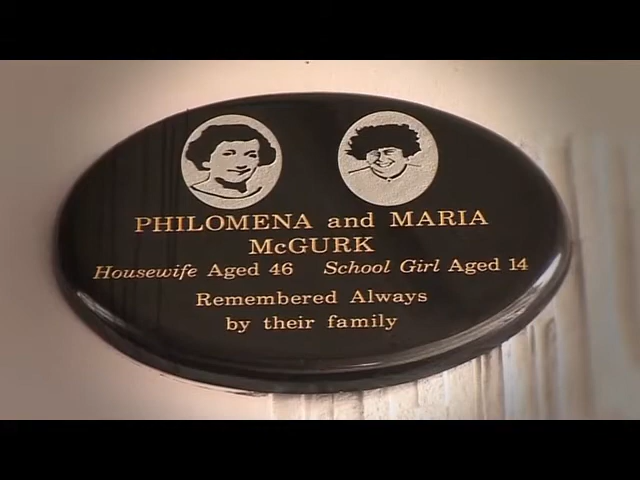 PHILOMENA and MARIA
McGURK
Housewife Aged 46 School Girl Aged 14
Remembered Always
by their family